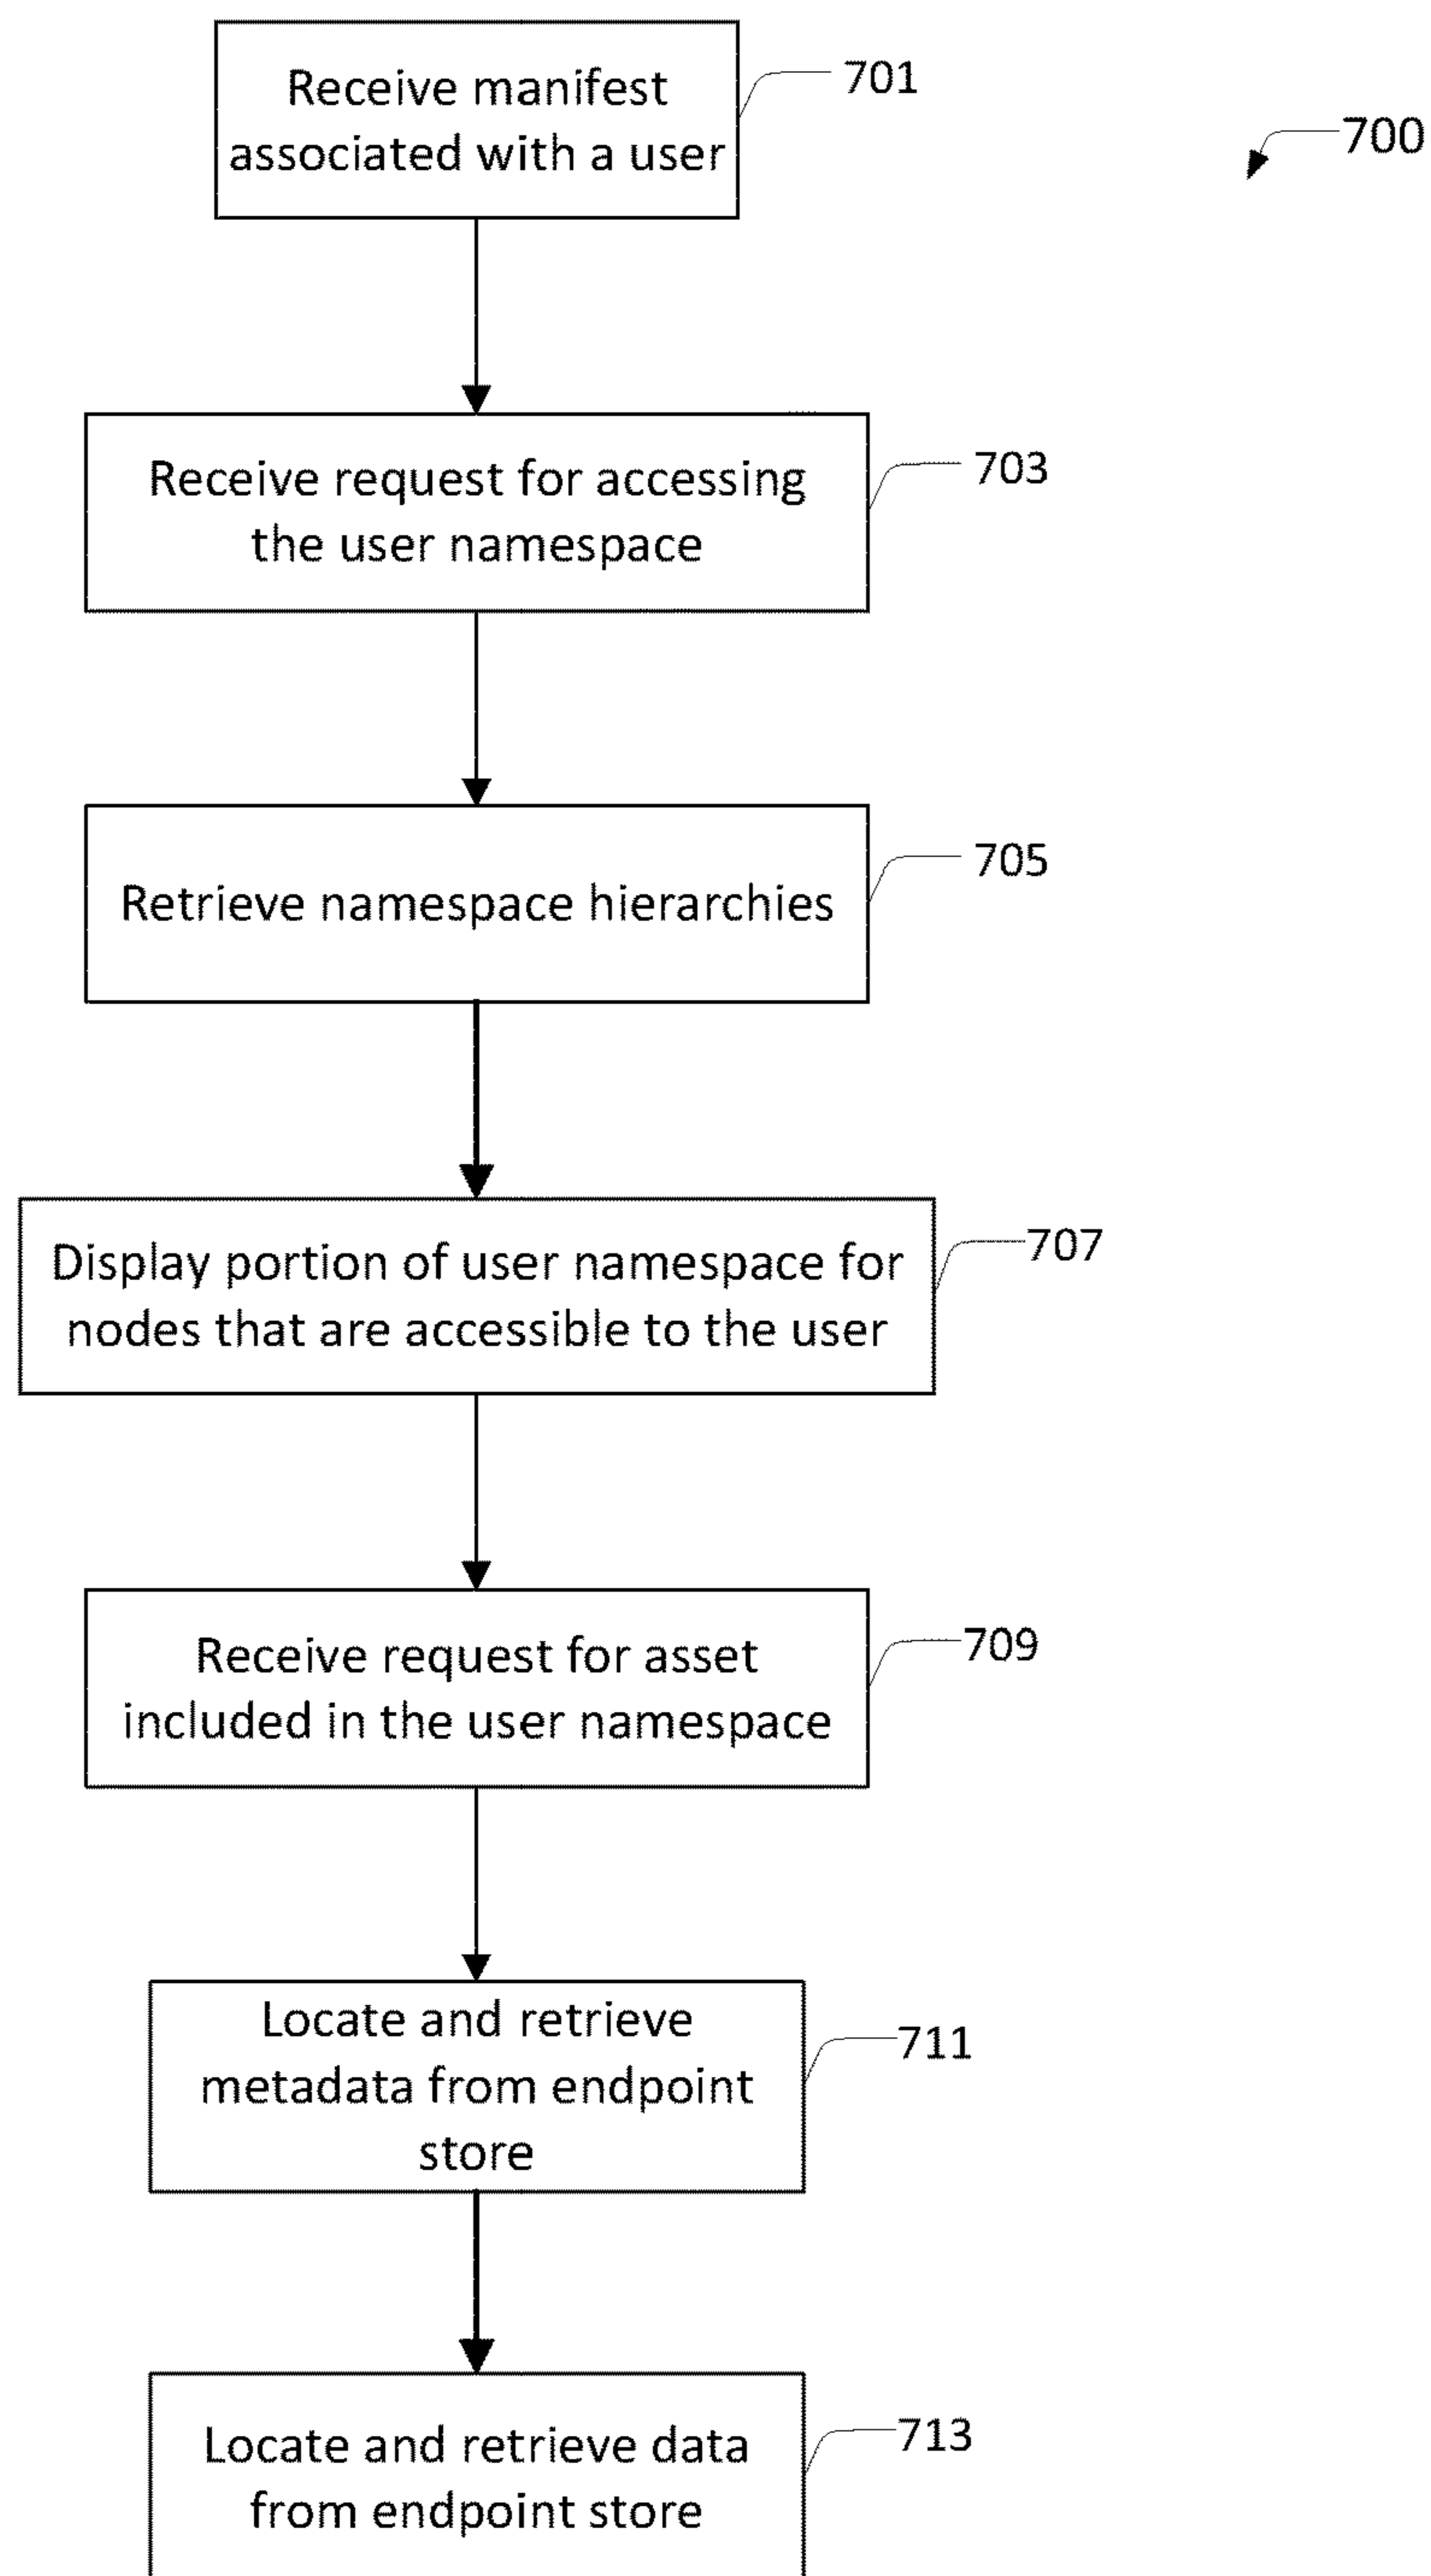 Receive manifest
associated with a user
701
700
Receive request for accessing
the user namespace
703
Retrieve namespace hierarchies
705
Display portion of user namespace for
nodes that are accessible to the user
707
Receive request for asset
included in the user namespace
709
Locate and retrieve
metadata from endpoint
store
711
Locate and retrieve data
from endpoint store
713